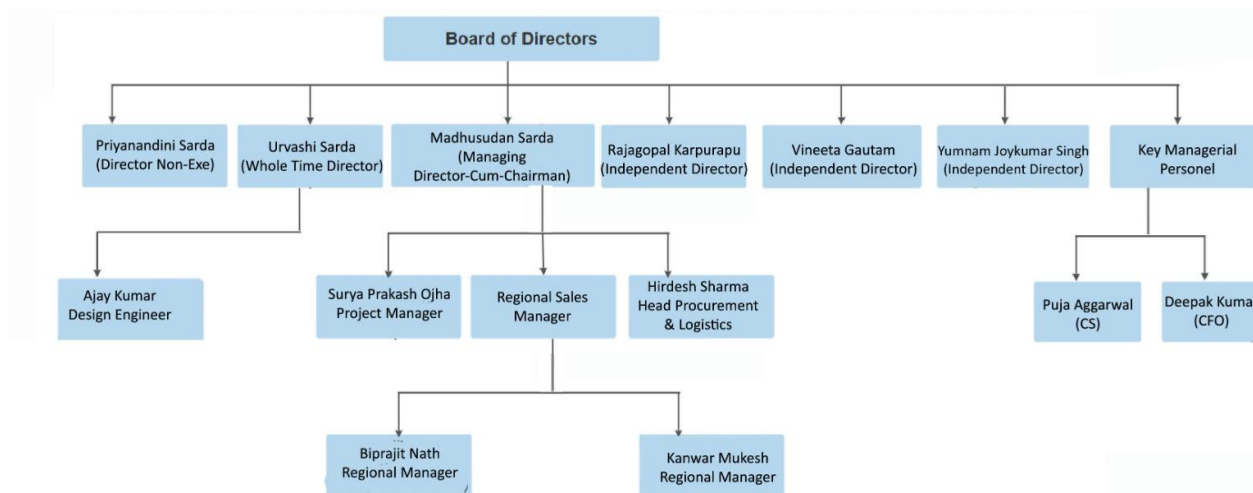 Board of Directors
Priyanandini Sarda
(Director Non-Exe)
Urvashi Sarda
(Whole Time Director)
Madhusudan Sarda
(Managing
Director-Cum-Chairman)
Rajagopal Karpurapu
(Independent Director)
Vineeta Gautam
(Independent Director)
Yumnam Joykumar Singh
(Independent Director)
Key Managerial
Personel
Ajay Kumar
Design Engineer
Surya Prakash Ojha
Project Manager
Regional Sales
Manager
Hirdesh Sharma
Head Procurement
& Logistics
Puja Aggarwal
(CS)
Deepak Kuma
(CFO)
Biprajit Nath
Regional Manager
Kanwar Mukesh
Regional Manager